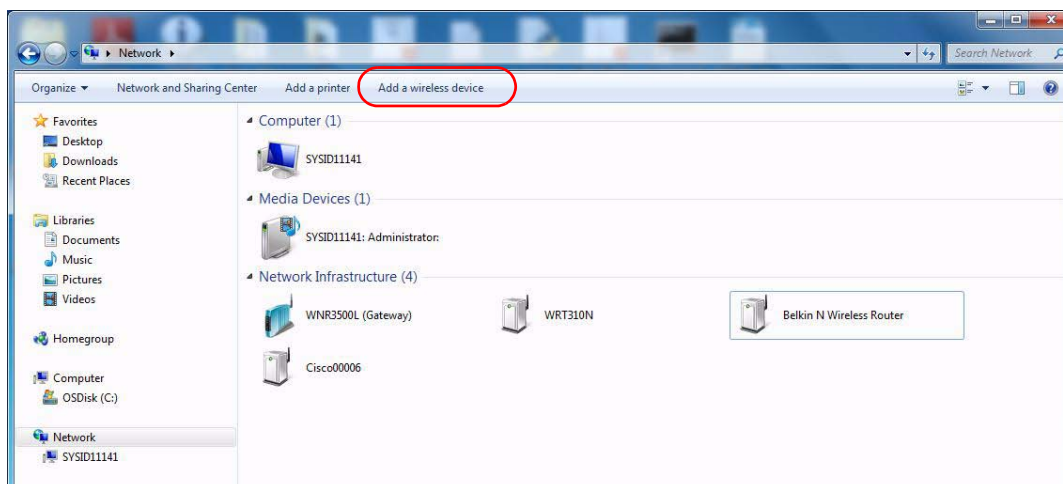 Network
Search Network
Organize
Network and Sharing Center
Add a printer
Add a wireless device
Favorites
Desktop
Downloads
Recent Places
Libraries
Documents
Music
Pictures
Videos
Homegroup
Computer
OSDisk (C:)
Network
SYSID11141
Computer (1)
SYSID11141
Media Devices (1)
SYSID11141: Administrator:
Network Infrastructure (4)
WNR3500L (Gateway)
WRT310N
Belkin N Wireless Router
Cisco00006